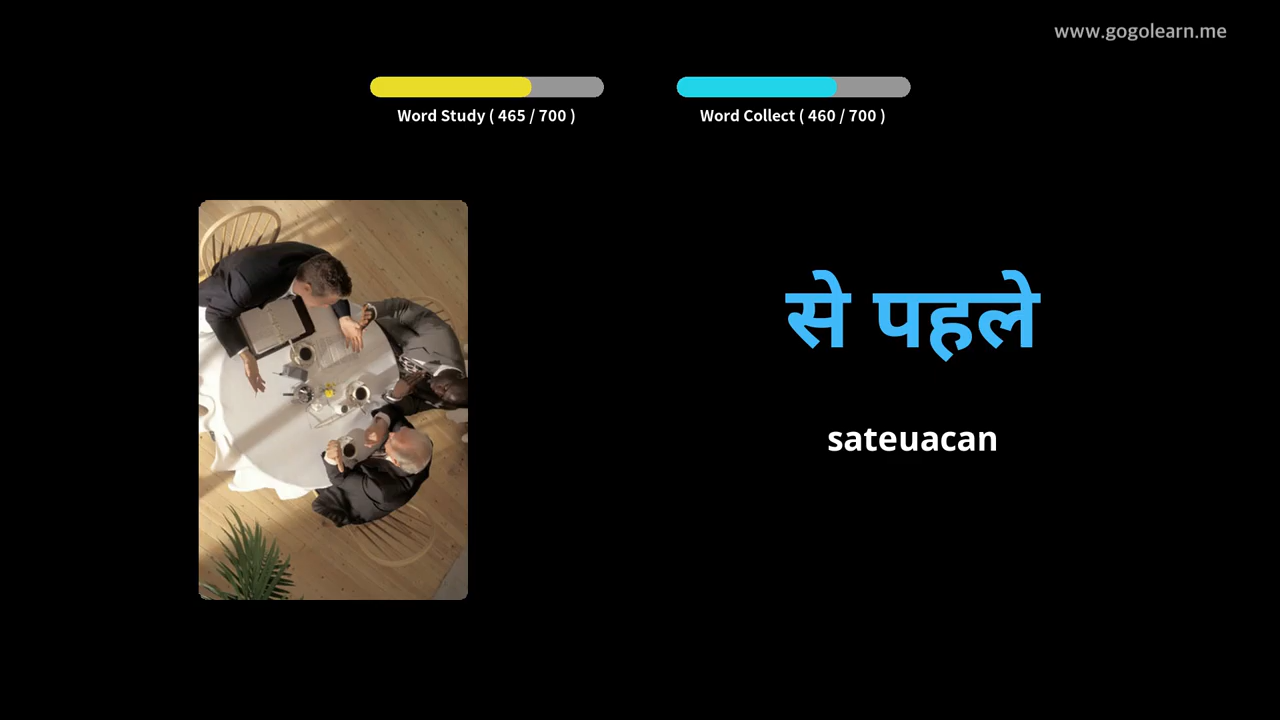 www.gogolearn.me
Word Study ( 465 / 700 )
Word Collect ( 460 / 700 )
से पहले
sateuacan